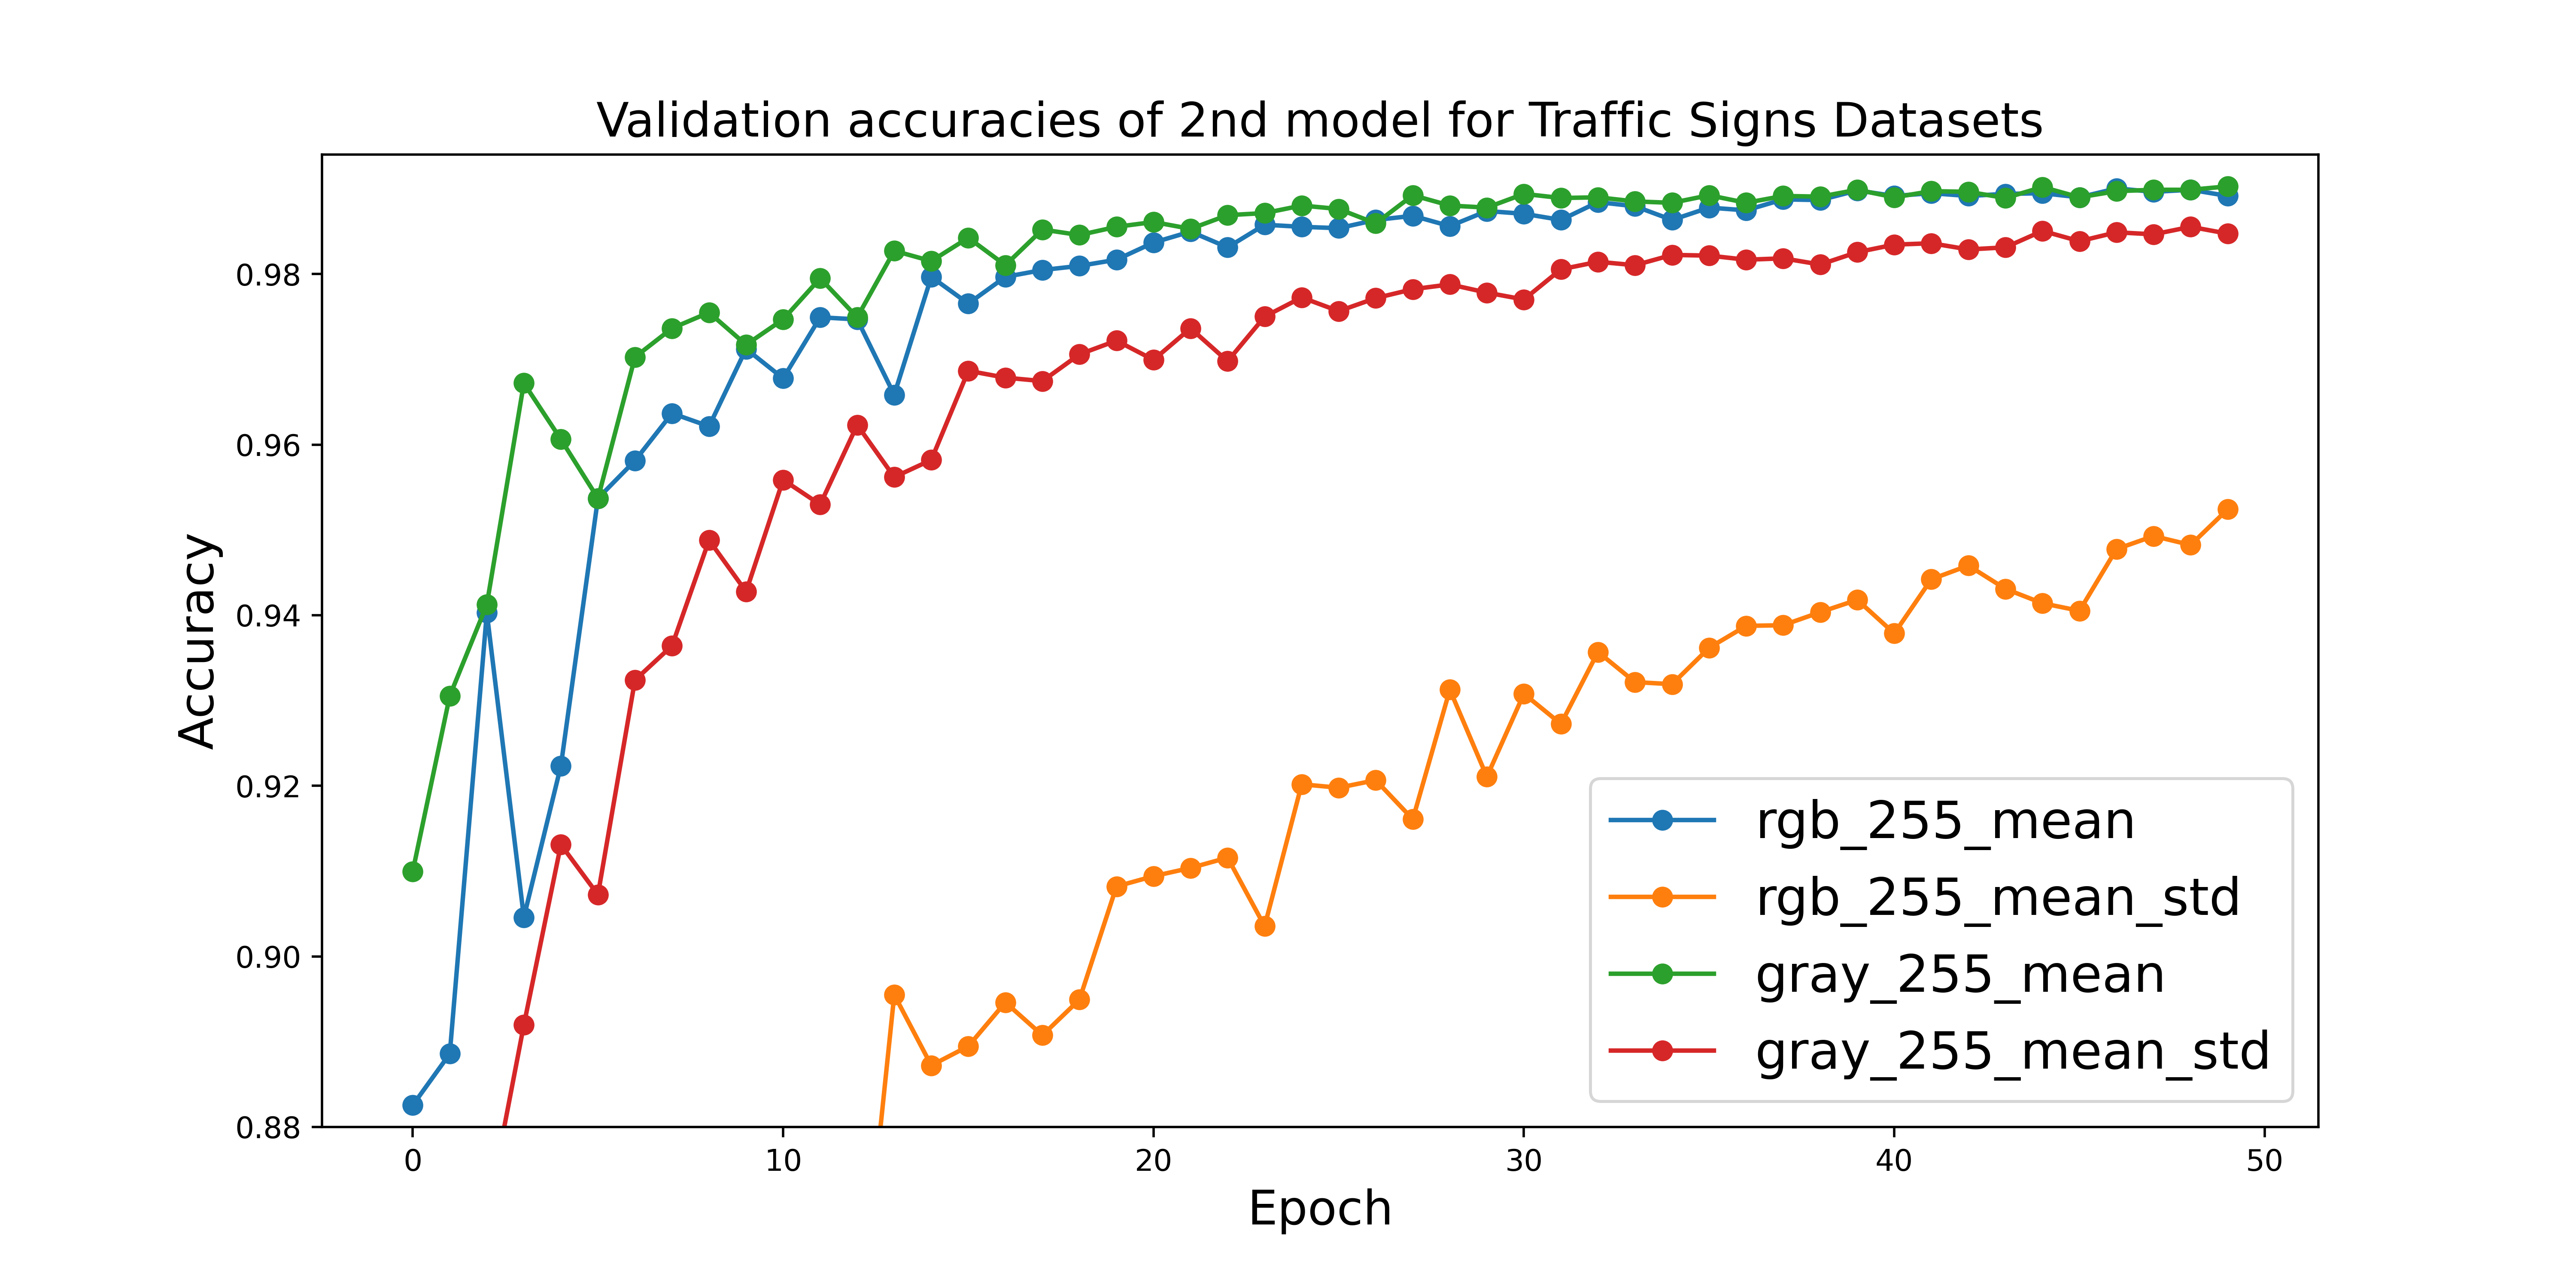 Validation accuracies of 2nd model for Traffic Signs Datasets
Accuracy
0.98
0.96
0.94
0.92
0.90
0.88
0 10 20 30 40 50
Epoch
rgb_255_mean
rgb_255_mean_std
gray_255_mean
gray_255_mean_std